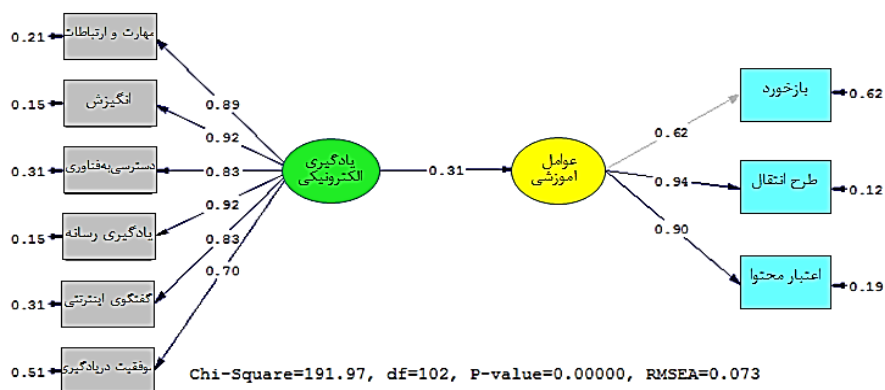 0.21
مهارت و ارتباطات
0.15
انگیزش
0.31
دسترسی‌به‌فناوری
0.15
یادگیری رسانه
0.31
گفتگوی اینترنتی
0.51
موفقیت دریادگیری
0.89
0.92
0.83
0.92
0.83
0.70
یادگیری
الکترونیکی
0.31
عوامل
آموزشی
0.62
0.94
0.90
بازخورد
0.62
طرح انتقال
0.12
اعتبار محتوا
0.19
Chi-Square=191.97, df=102, P-value=0.00000, RMSEA=0.073